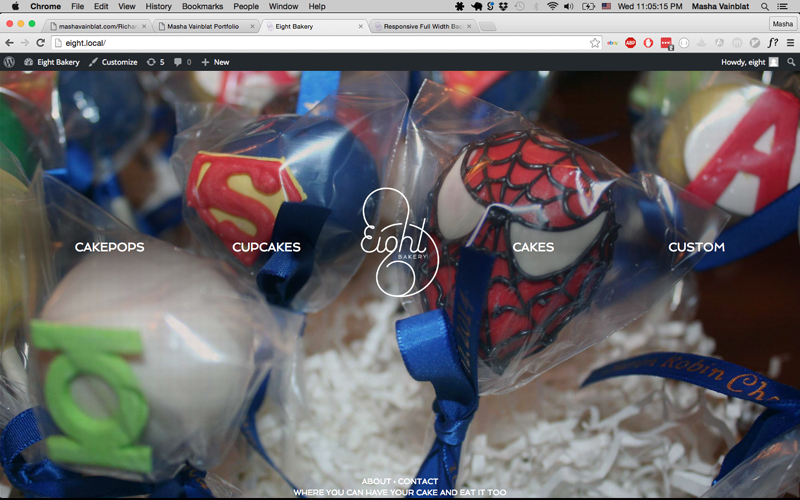 Chrome File Edit View History Bookmarks People Window Help Wed 11:05:15 PM Masha Vainblat
mashavainblat.com/Richar Masha Vainblat Portfolio Eight Bakery Responsive Full Width Bac Masha
eight.local/
Eight Bakery Customize 5 0 New Howdy, eight
S
A
CAKEPOPS CUPCAKES Eight BAKERY CAKES CUSTOM
Robin
ABOUT • CONTACT
WHERE YOU CAN HAVE YOUR CAKE AND EAT IT TOO